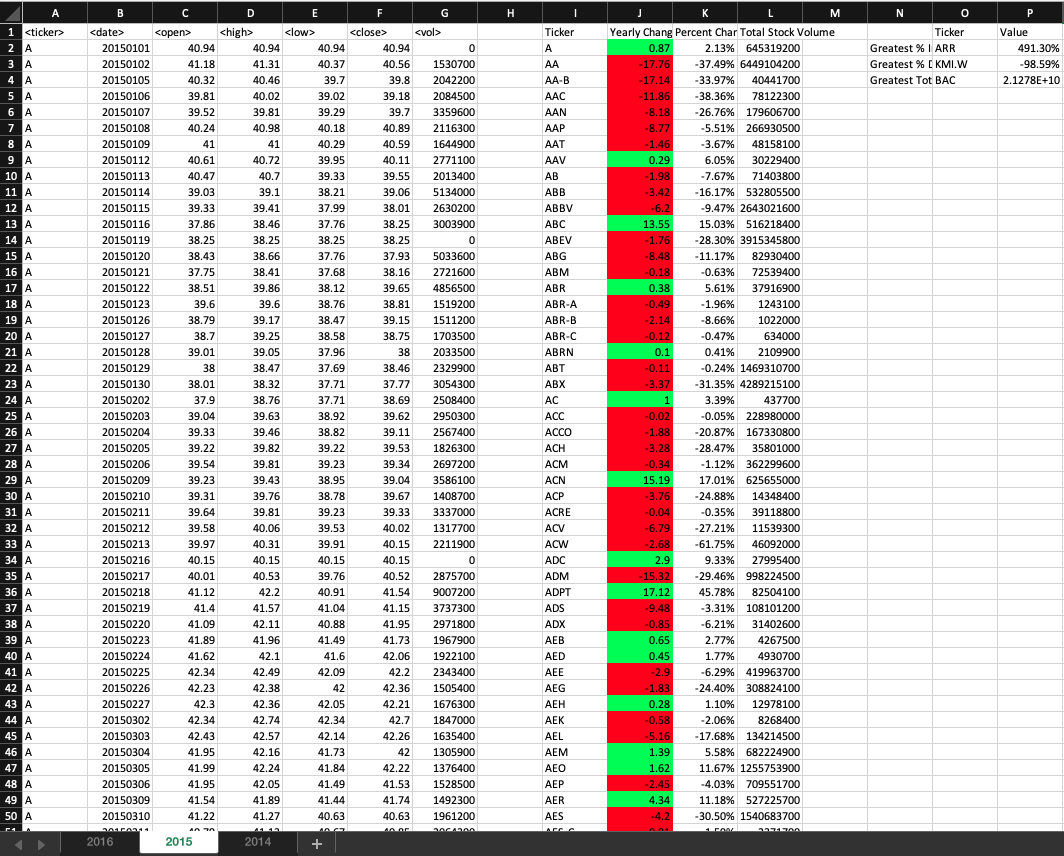 A B C D E F G H I J K L M N O P
1 <ticker> <date> <open> <high> <low> <close> <vol> Ticker Yearly Chang Percent Char Total Stock Volume Ticker Value
2 A 20150101 40.94 40.94 40.94 40.94 0 A 0.87 2.13% 645319200 Greatest % I ARR 491.30%
3 A 20150102 41.18 41.31 40.37 40.56 1530700 AA -17.76 -37.49% 6449104200 Greatest % D KMI.W -98.59%
4 A 20150105 40.32 40.46 39.7 39.8 2042200 AA-B -17.14 -33.97% 40441700 Greatest Tot BAC 2.1278E+10
5 A 20150106 39.81 40.02 39.02 39.18 2084500 AAC -11.86 -38.36% 78122300
6 A 20150107 39.52 39.81 39.29 39.7 3359600 AAN -8.18 -26.76% 179606700
7 A 20150108 40.24 40.98 40.18 40.89 2116300 AAP -8.77 -5.51% 266930500
8 A 20150109 41 41 40.29 40.59 1644900 AAT -1.46 -3.67% 48158100
9 A 20150112 40.61 40.72 39.95 40.11 2771100 AAV 0.29 6.05% 30229400
10 A 20150113 40.47 40.7 39.33 39.55 2013400 AB -1.98 -7.67% 71403800
11 A 20150114 39.03 39.1 38.21 39.06 5134000 ABB -3.42 -16.17% 532805500
12 A 20150115 39.33 39.41 37.99 38.01 2630200 ABBV -6.2 -9.47% 2643021600
13 A 20150116 37.86 38.46 37.76 38.25 3003900 ABC 13.55 15.03% 516218400
14 A 20150119 38.25 38.25 38.25 38.25 0 ABEV -1.76 -28.30% 3915345800
15 A 20150120 38.43 38.66 37.76 37.93 5033600 ABG -8.48 -11.17% 82930400
16 A 20150121 37.75 38.41 37.68 38.16 2721600 ABM -0.18 -0.63% 72539400
17 A 20150122 38.51 39.86 38.12 39.65 4856500 ABR 0.38 5.61% 37916900
18 A 20150123 39.6 39.6 38.76 38.81 1519200 ABR-A -0.49 -1.96% 1243100
19 A 20150126 38.79 39.17 38.47 39.15 1511200 ABR-B -2.14 -8.66% 1022000
20 A 20150127 38.7 39.25 38.58 38.75 1703500 ABR-C -0.12 -0.47% 634000
21 A 20150128 39.01 39.05 37.96 38 2033500 ABRN 0.1 0.41% 2109900
22 A 20150129 38 38.47 37.69 38.46 2329900 ABT -0.11 -0.24% 1469310700
23 A 20150130 38.01 38.32 37.71 37.77 3054300 ABX -3.37 -31.35% 4289215100
24 A 20150202 37.9 38.76 37.71 38.69 2508400 AC 1 3.39% 437700
25 A 20150203 39.04 39.63 38.92 39.62 2950300 ACC -0.02 -0.05% 228980000
26 A 20150204 39.33 39.46 38.82 39.11 2567400 ACCO -1.88 -20.87% 167330800
27 A 20150205 39.22 39.82 39.22 39.53 1826300 ACH -3.28 -28.47% 35801000
28 A 20150206 39.54 39.81 39.23 39.34 2697200 ACM -0.34 -1.12% 362299600
29 A 20150209 39.23 39.43 38.95 39.04 3586100 ACN 15.19 17.01% 625655000
30 A 20150210 39.31 39.76 38.78 39.67 1408700 ACP -3.76 -24.88% 14348400
31 A 20150211 39.64 39.81 39.23 39.33 3337000 ACRE -0.04 -0.35% 39118800
32 A 20150212 39.58 40.06 39.53 40.02 1317700 ACV -6.79 -27.21% 11539300
33 A 20150213 39.97 40.31 39.91 40.15 2211900 ACW -2.68 -61.75% 46092000
34 A 20150216 40.15 40.15 40.15 40.15 0 ADC 2.9 9.33% 27995400
35 A 20150217 40.01 40.53 39.76 40.52 2875700 ADM -15.32 -29.46% 998224500
36 A 20150218 41.12 42.2 40.91 41.54 9007200 ADPT 17.12 45.78% 82504100
37 A 20150219 41.4 41.57 41.04 41.15 3737300 ADS -9.48 -3.31% 108101200
38 A 20150220 41.09 42.11 40.88 41.95 2971800 ADX -0.85 -6.21% 31402600
39 A 20150223 41.89 41.96 41.49 41.73 1967900 AEB 0.65 2.77% 4267500
40 A 20150224 41.62 42.1 41.6 42.06 1922100 AED 0.45 1.77% 4930700
41 A 20150225 42.34 42.49 42.09 42.2 2343400 AEE -2.9 -6.29% 419963700
42 A 20150226 42.23 42.38 42 42.36 1505400 AEG -1.83 -24.40% 308824100
43 A 20150227 42.3 42.36 42.05 42.21 1676300 AEH 0.28 1.10% 12978100
44 A 20150302 42.34 42.74 42.34 42.7 1847000 AEK -0.58 -2.06% 8268400
45 A 20150303 42.43 42.57 42.14 42.26 1635400 AEL -5.16 -17.68% 134214500
46 A 20150304 41.95 42.16 41.73 42 1305900 AEM 1.39 5.58% 682224900
47 A 20150305 41.99 42.24 41.84 42.22 1376400 AEO 1.62 11.67% 1255753900
48 A 20150306 41.95 42.05 41.49 41.53 1528500 AEP -2.45 -4.03% 709551700
49 A 20150309 41.54 41.89 41.44 41.74 1492300 AER 4.34 11.18% 527225700
50 A 20150310 41.22 41.27 40.63 40.63 1961200 AES -4.2 -30.50% 1540683700
2016 2015 2014 +